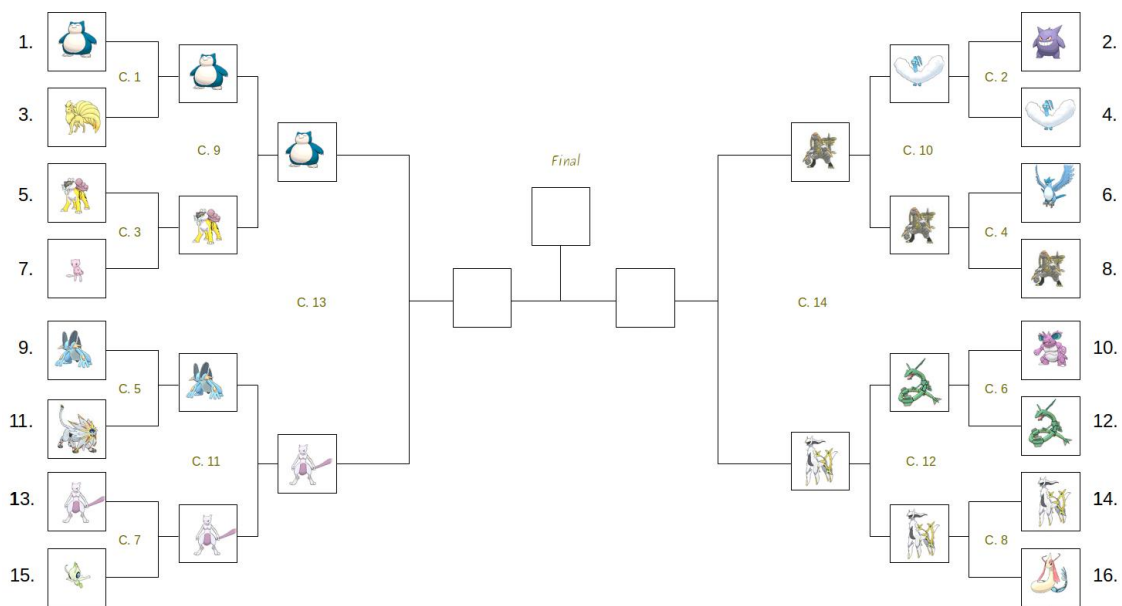 1.
C. 1
3.
C. 9
5.
C. 3
7.
C. 13
9.
C. 5
11.
C. 11
13.
C. 7
15.
Final
2.
C. 2
4.
C. 10
6.
C. 4
8.
C. 14
10.
C. 6
12.
C. 12
14.
C. 8
16.